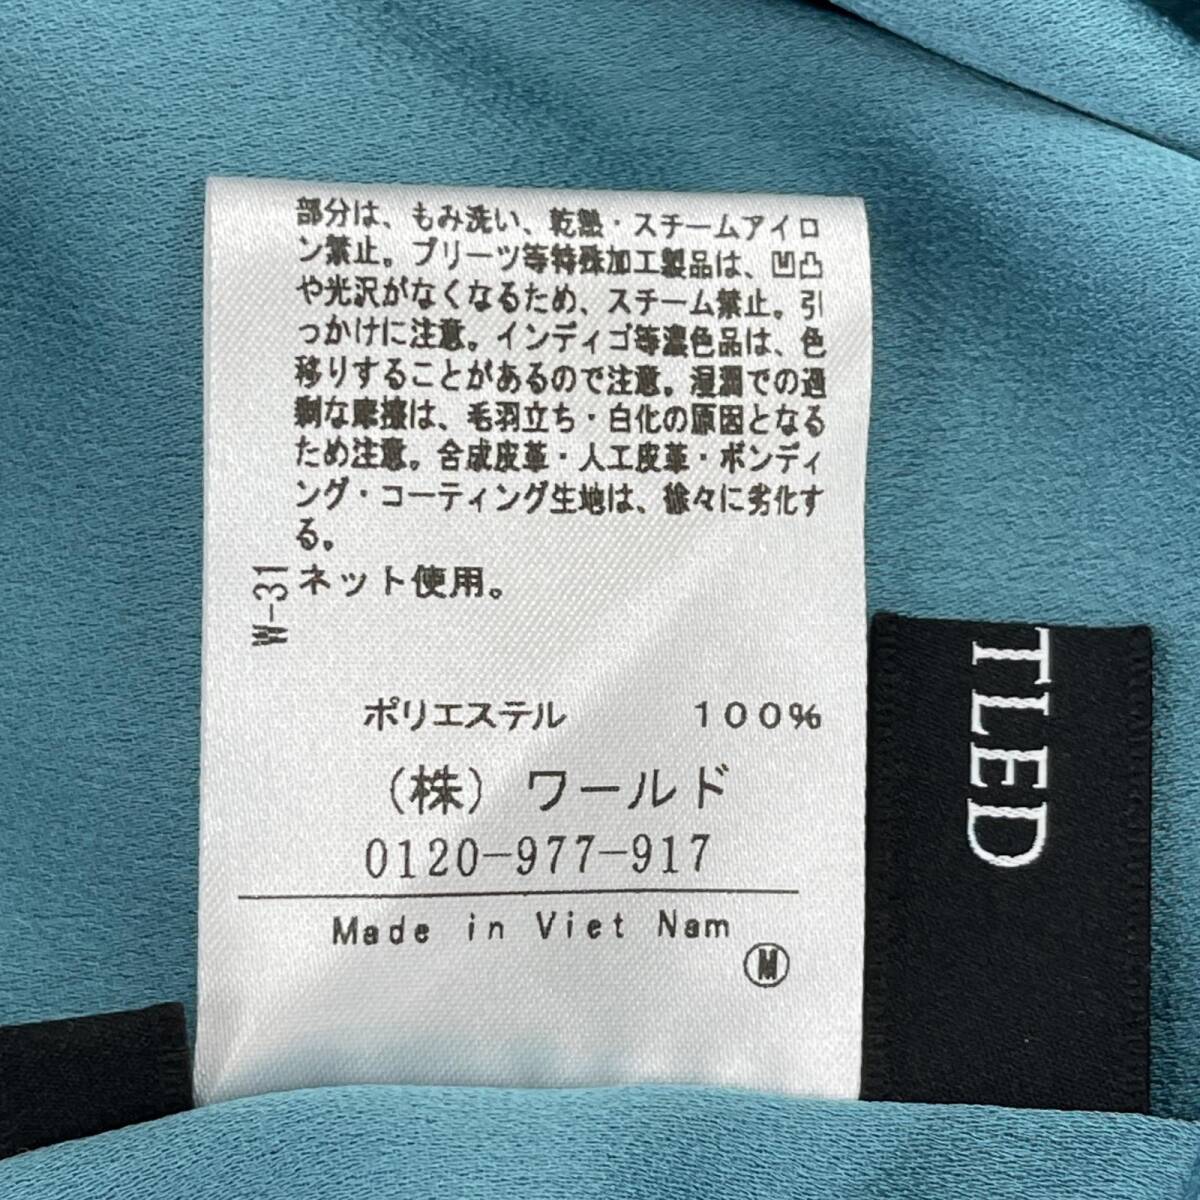 部分は、もみ洗い、乾熱・スチームアイロ
ン禁止。プリーツ等特殊加工製品は、凹凸
や光沢がなくなるため、スチーム禁止。引
っかけに注意。インディゴ等濃色品は、色
移りすることがあるので注意。湿潤での過
剰な摩擦は、毛羽立ち・白化の原因となる
ため注意。合成皮革・人工皮革・ボンディ
ング・コーティング生地は、徐々に劣化す
る。
ネット使用。
W-31
ポリエステル 100%
(株) ワールド
0120-977-917
Made in Viet Nam
M
TLED